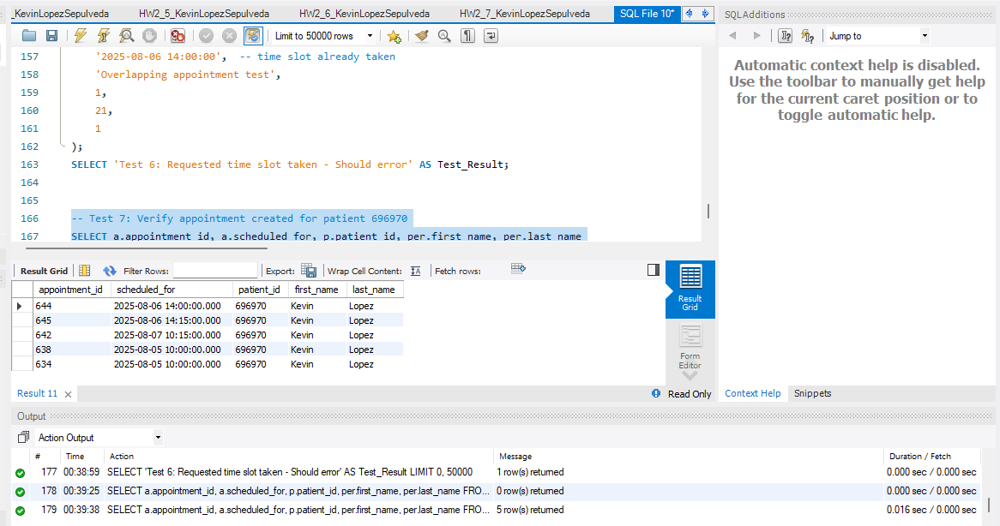 _KevinLopezSepulveda HW2_5_KevinLopezSepulveda HW2_6_KevinLopezSepulveda HW2_7_KevinLopezSepulveda SQL File 10*
SQLAdditions
Limit to 50000 rows
Jump to
157 '2025-08-06 14:00:00', -- time slot already taken
158 'Overlapping appointment test',
159 1,
160 21,
161 1
162 );
163 SELECT 'Test 6: Requested time slot taken - Should error' AS Test_Result;
164
165
166 -- Test 7: Verify appointment created for patient 696970
167 SELECT a.appointment_id, a.scheduled_for, p.patient_id, per.first_name, per.last_name
Automatic context help is disabled.
Use the toolbar to manually get help
for the current caret position or to
toggle automatic help.
Result Grid Filter Rows: Export: Wrap Cell Content: Fetch rows:
appointment_id scheduled_for patient_id first_name last_name
644 2025-08-06 14:00:00.000 696970 Kevin Lopez
645 2025-08-06 14:15:00.000 696970 Kevin Lopez
642 2025-08-07 10:15:00.000 696970 Kevin Lopez
638 2025-08-05 10:00:00.000 696970 Kevin Lopez
634 2025-08-05 10:00:00.000 696970 Kevin Lopez
Result
Grid
Form
Editor
Result 11
Read Only
Context Help Snippets
Output
Action Output
# Time Action Message Duration / Fetch
177 00:38:59 SELECT 'Test 6: Requested time slot taken - Should error' AS Test_Result LIMIT 0, 50000 1 row(s) returned 0.000 sec / 0.000 sec
178 00:39:25 SELECT a.appointment_id, a.scheduled_for, p.patient_id, per.first_name, per.last_name FRO... 0 row(s) returned 0.000 sec / 0.000 sec
179 00:39:38 SELECT a.appointment_id, a.scheduled_for, p.patient_id, per.first_name, per.last_name FRO... 5 row(s) returned 0.016 sec / 0.000 sec